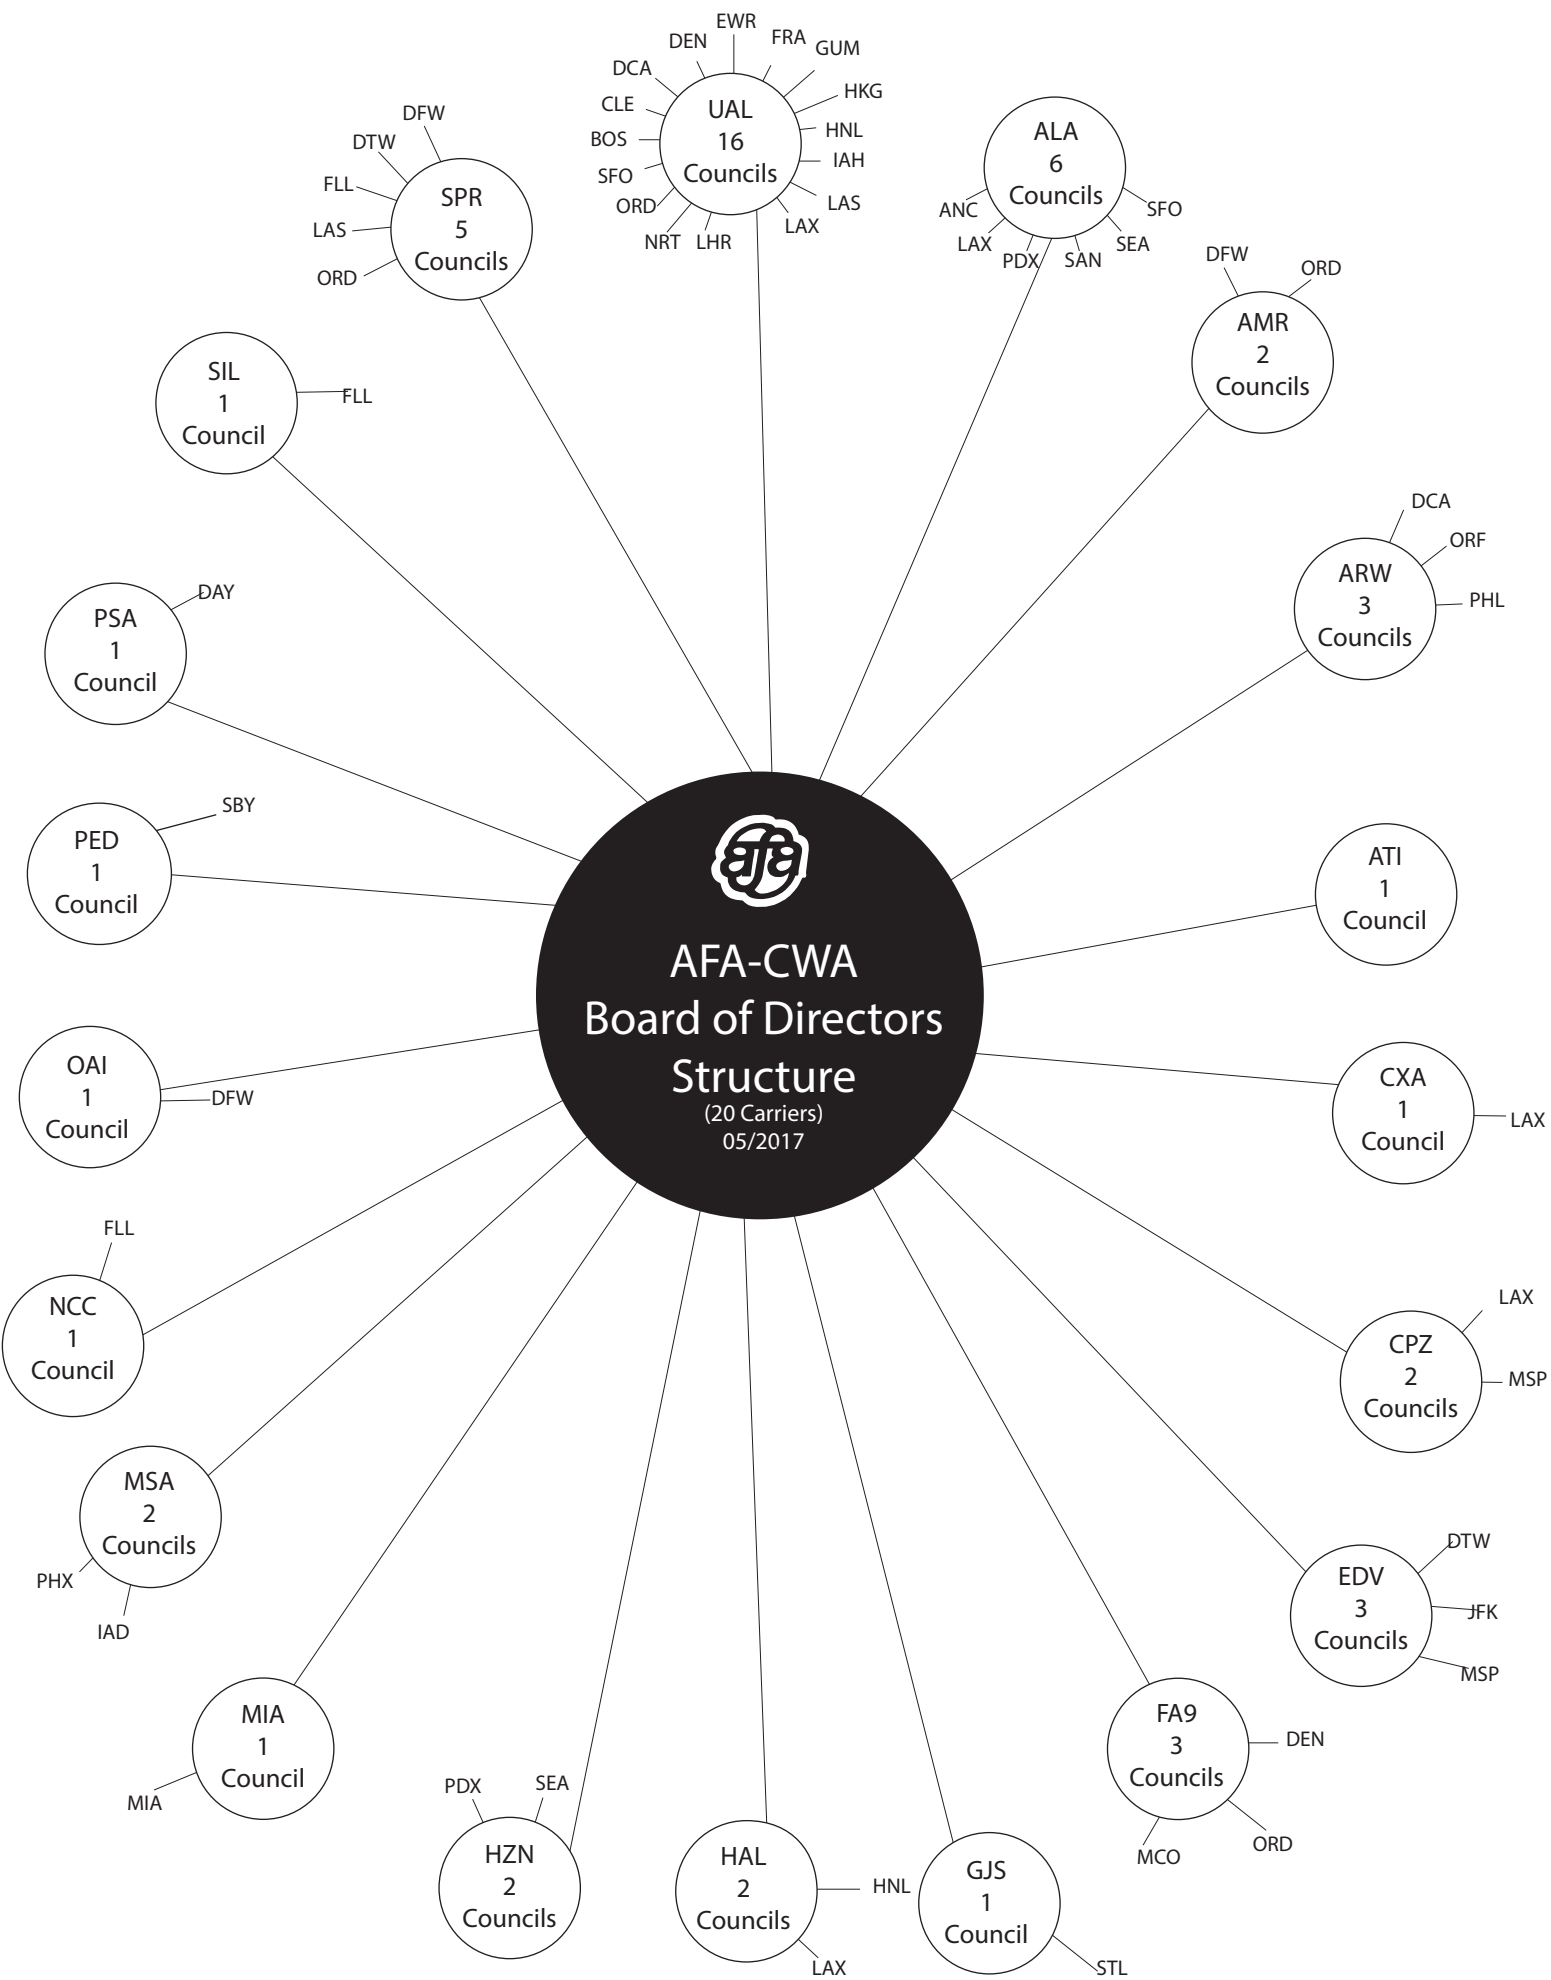 EWR
DEN
FRA
GUM
DCA
HKG
CLE
HNL
BOS
IAH
SFO
LAS
ORD
LAX
NRT
LHR
UAL
16
Councils
ALA
6
Councils
ANC
LAX
PDX
SAN
SEA
SFO
DFW
ORD
AMR
2
Councils
DCA
ORF
PHL
ARW
3
Councils
ATI
1
Council
CXA
1
Council
LAX
CPZ
2
Councils
LAX
MSP
EDV
3
Councils
DTW
JFK
MSP
FA9
3
Councils
DEN
ORD
MCO
GJS
1
Council
STL
HAL
2
Councils
HNL
LAX
HZN
2
Councils
PDX
SEA
MIA
1
Council
MIA
MSA
2
Councils
PHX
IAD
NCC
1
Council
FLL
OAI
1
Council
DFW
PED
1
Council
SBY
PSA
1
Council
DAY
SIL
1
Council
FLL
SPR
5
Councils
DFW
DTW
FLL
LAS
ORD
afa
AFA-CWA
Board of Directors
Structure
(20 Carriers)
05/2017